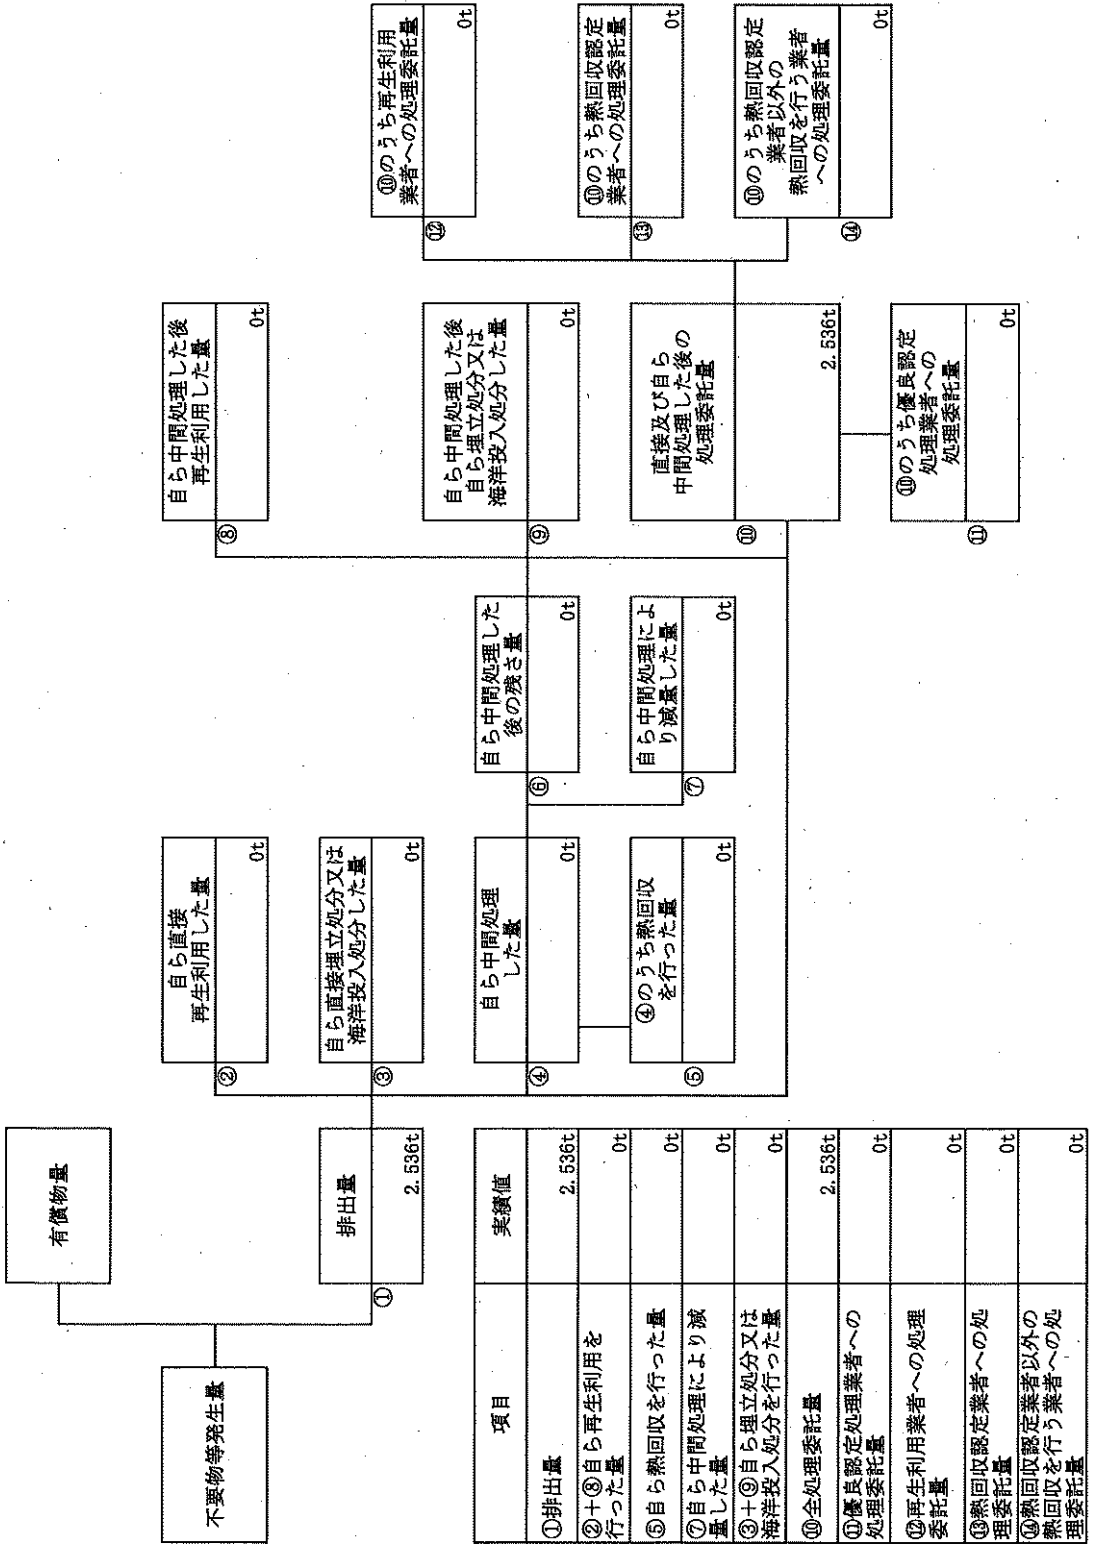 不要物等発生量
有償物量
①
排出量
2.536t
②
自ら直接
再生利用した量
0t
③
自ら直接埋立処分又は
海洋投入処分した量
0t
④
自ら中間処理
した量
0t
⑤
④のうち熱回収
を行った量
0t
⑥
自ら中間処理した
後の残さ量
0t
⑦
自ら中間処理によ
り減量した量
0t
⑧
自ら中間処理した後
再生利用した量
0t
⑨
自ら中間処理した後
自ら埋立処分又は
海洋投入処分した量
0t
⑩
直接及び自ら
中間処理した後の
処理委託量
2.536t
⑪
⑩のうち優良認定
処理業者への
処理委託量
0t
⑫
⑩のうち再生利用
業者への処理委託量
0t
⑬
⑩のうち熱回収認定
業者への処理委託量
0t
⑭
⑩のうち熱回収認定
業者以外の
熱回収を行う業者
への処理委託量
0t
項目 実績値
①排出量 2.536t
②+⑧自ら再生利用を
行った量 0t
⑤自ら熱回収を行った量 0t
⑦自ら中間処理により減
量した量 0t
③+⑨自ら埋立処分又は
海洋投入処分を行った量 0t
⑩全処理委託量 2.536t
⑪優良認定処理業者への
処理委託量 0t
⑫再生利用業者への処理
委託量 0t
⑬熱回収認定業者への処
理委託量 0t
⑭熱回収認定業者以外の
熱回収を行う業者への処
理委託量 0t